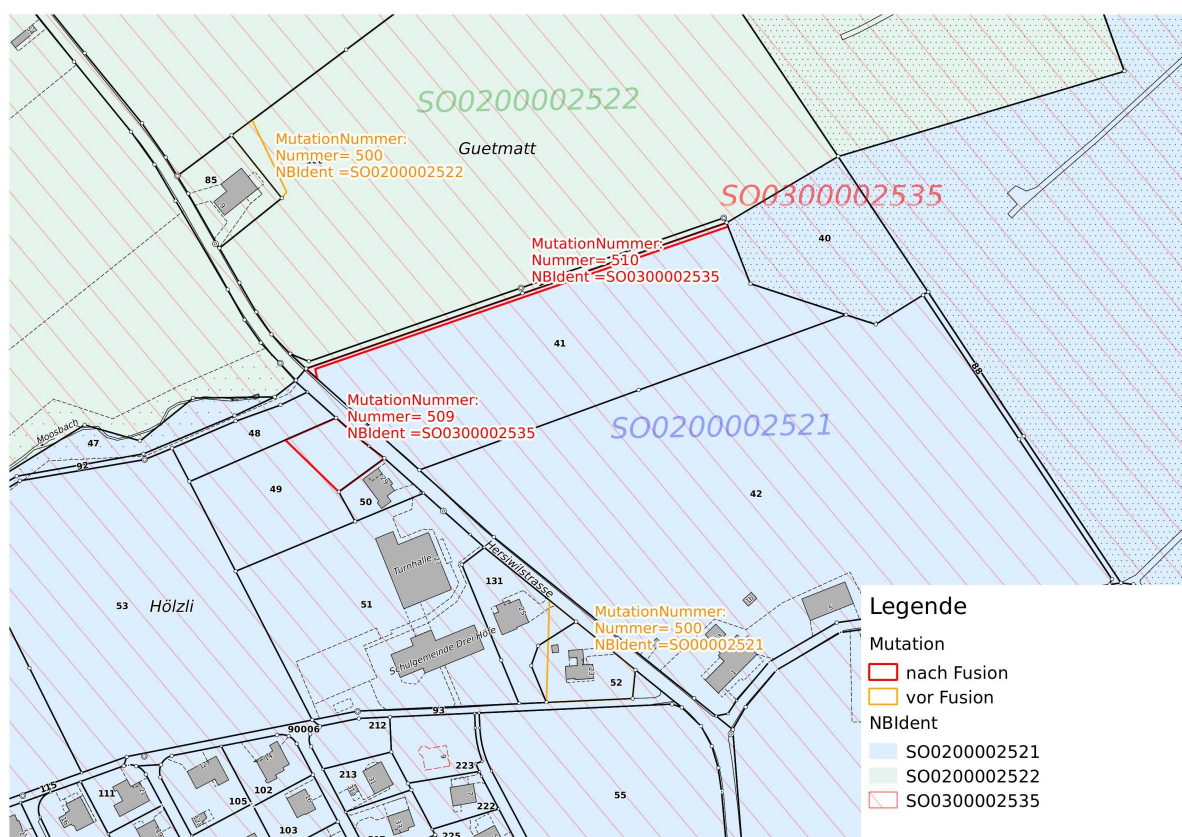 SO0200002522
MutationNummer:
Nummer= 500
NBIdent =SO0200002522
Guetmatt
85
SO0300002535
40
MutationNummer:
Nummer= 510
NBIdent =SO0300002535
41
88
MutationNummer:
Nummer= 509
NBIdent =SO0300002535
SO0200002521
Moosbach
47
48
92
49
50
29
42
Turnhalle
Hersiwilstrasse
131
53
Hölzli
51
Schulgemeinde Drei Höfe
MutationNummer:
Nummer= 500
NBIdent =SO00002521
52
93
90006
212
223
213
115
111
105
102
103
222
225
55
Legende
Mutation
nach Fusion
vor Fusion
NBIdent
SO0200002521
SO0200002522
SO0300002535